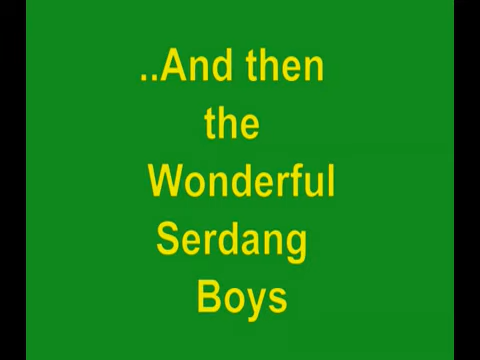 ..And then
the
Wonderful
Serdang
Boys